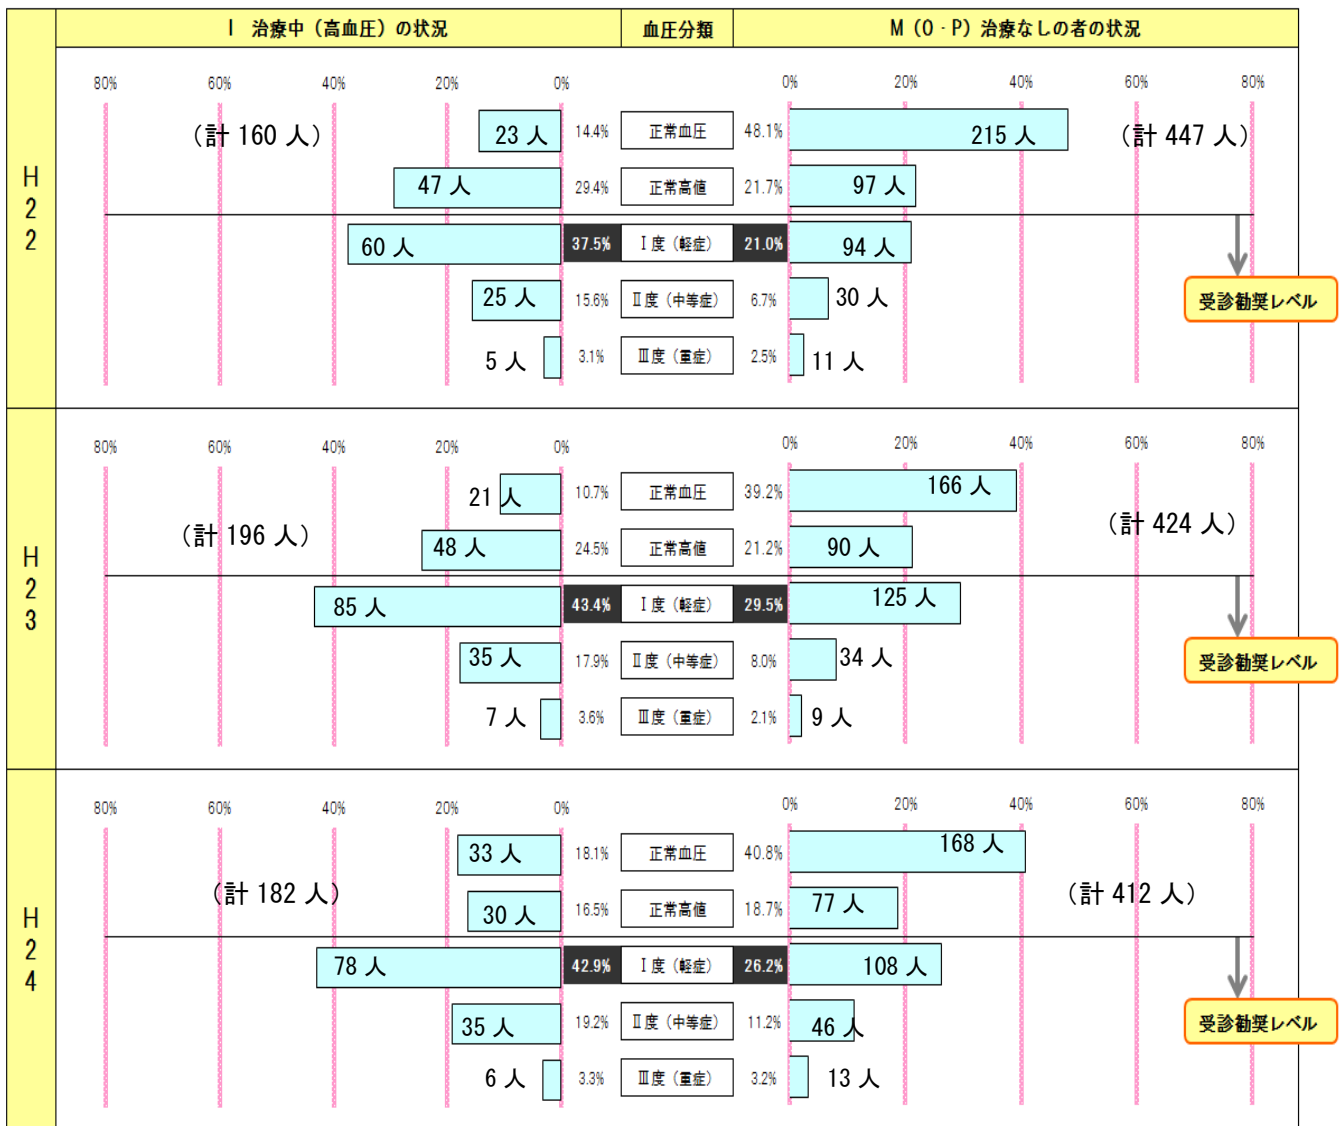 I 治療中（高血圧）の状況 血圧分類 M（O‐P）治療なしの者の状況
H22
80% 60% 40% 20% 0% 0% 20% 40% 60% 80%
（計 160 人） 23 人 14.4% 正常血圧 48.1% 215 人 （計 447 人）
47 人 29.4% 正常高値 21.7% 97 人
60 人 37.5% Ⅰ度（軽症） 21.0% 94 人
25 人 15.6% Ⅱ度（中等症） 6.7% 30 人 受診勧奨レベル
5 人 3.1% Ⅲ度（重症） 2.5% 11 人
H23
80% 60% 40% 20% 0% 0% 20% 40% 60% 80%
21 人 10.7% 正常血圧 39.2% 166 人
（計 196 人） 48 人 24.5% 正常高値 21.2% 90 人 （計 424 人）
85 人 43.4% Ⅰ度（軽症） 29.5% 125 人
35 人 17.9% Ⅱ度（中等症） 8.0% 34 人 受診勧奨レベル
7 人 3.6% Ⅲ度（重症） 2.1% 9 人
H24
80% 60% 40% 20% 0% 0% 20% 40% 60% 80%
33 人 18.1% 正常血圧 40.8% 168 人
（計 182 人） 30 人 16.5% 正常高値 18.7% 77 人 （計 412 人）
78 人 42.9% Ⅰ度（軽症） 26.2% 108 人
35 人 19.2% Ⅱ度（中等症） 11.2% 46 人 受診勧奨レベル
6 人 3.3% Ⅲ度（重症） 3.2% 13 人